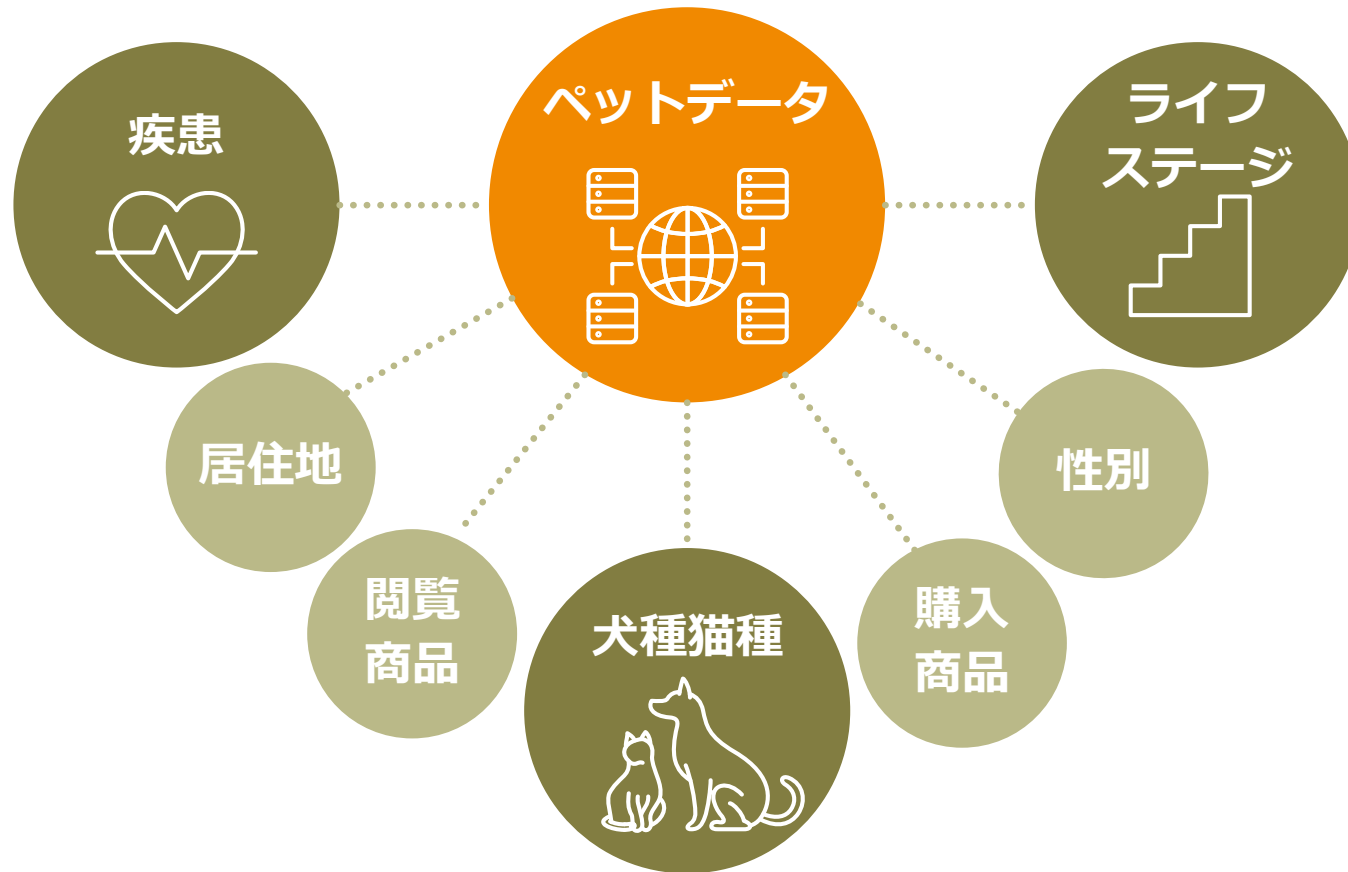 ペットデータ
疾患
ライフ
ステージ
居住地
性別
閲覧
商品
購入
商品
犬種猫種